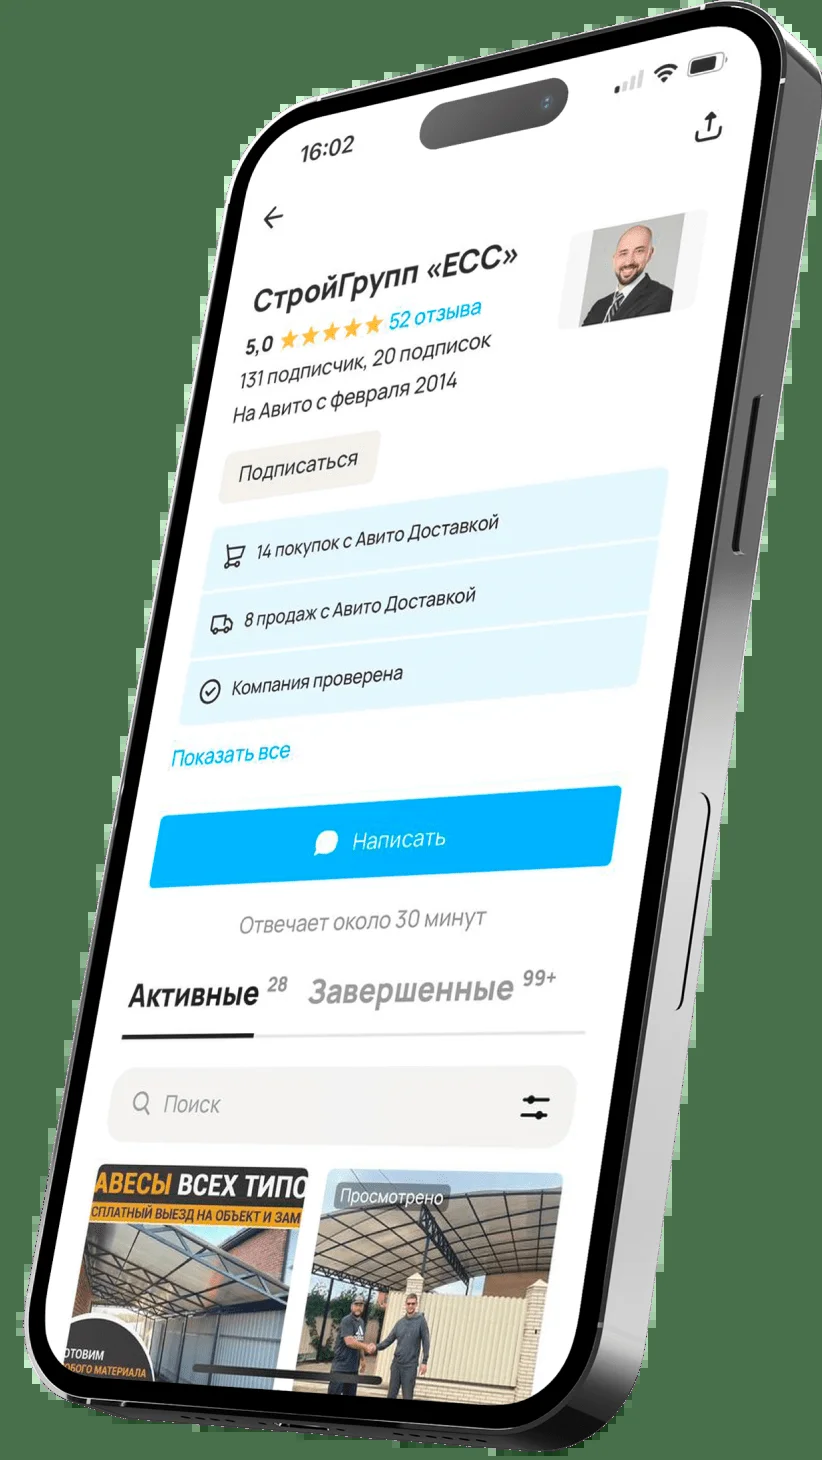 16:02
СтройГрупп «ЕСС»
5,0 52 отзыва
131 подписчик, 20 подписок
На Авито с февраля 2014
Подписаться
14 покупок с Авито Доставкой
8 продаж с Авито Доставкой
Компания проверена
Показать все
Написать
Отвечает около 30 минут
Активные 28 Завершенные 99+
Поиск
АВЕСЫ ВСЕХ ТИПО
СПЛАТНЫЙ ВЫЕЗД НА ОБЪЕКТ И ЗАМ
ОТОВИМ
ЮБОГО МАТЕРИАЛА
Просмотрено